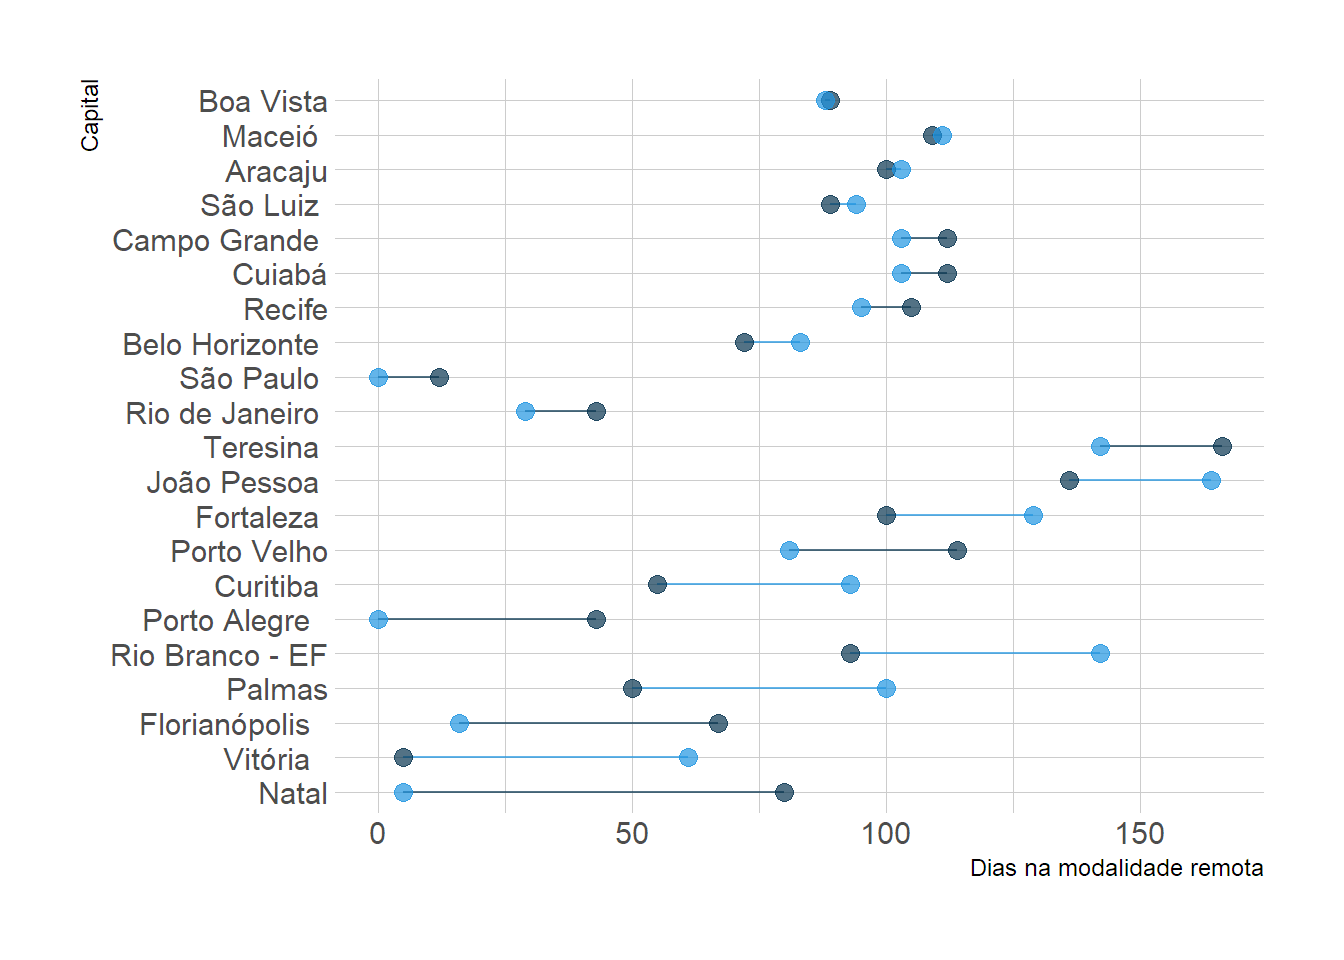 Capital
Boa Vista
Maceió
Aracaju
São Luiz
Campo Grande
Cuiabá
Recife
Belo Horizonte
São Paulo
Rio de Janeiro
Teresina
João Pessoa
Fortaleza
Porto Velho
Curitiba
Porto Alegre
Rio Branco - EF
Palmas
Florianópolis
Vitória
Natal
0 50 100 150
Dias na modalidade remota